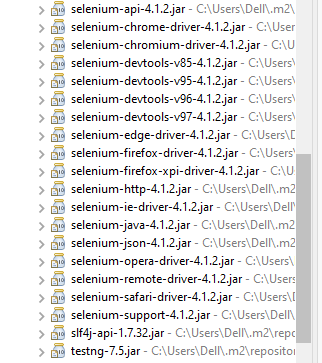 selenium-api-4.1.2.jar - C:\Users\Dell\.m2\
selenium-chrome-driver-4.1.2.jar - C:\User
selenium-chromium-driver-4.1.2.jar - C:\Us
selenium-devtools-v85-4.1.2.jar - C:\Users\
selenium-devtools-v95-4.1.2.jar - C:\Users\
selenium-devtools-v96-4.1.2.jar - C:\Users\
selenium-devtools-v97-4.1.2.jar - C:\Users\
selenium-edge-driver-4.1.2.jar - C:\Users\D
selenium-firefox-driver-4.1.2.jar - C:\Users
selenium-firefox-xpi-driver-4.1.2.jar - C:\Us
selenium-http-4.1.2.jar - C:\Users\Dell\.m2
selenium-ie-driver-4.1.2.jar - C:\Users\Dell
selenium-java-4.1.2.jar - C:\Users\Dell\.m2\
selenium-json-4.1.2.jar - C:\Users\Dell\.m2
selenium-opera-driver-4.1.2.jar - C:\Users\
selenium-remote-driver-4.1.2.jar - C:\Users
selenium-safari-driver-4.1.2.jar - C:\Users\
selenium-support-4.1.2.jar - C:\Users\Dell\
slf4j-api-1.7.32.jar - C:\Users\Dell\.m2\repo
testng-7.5.jar - C:\Users\Dell\.m2\repositor